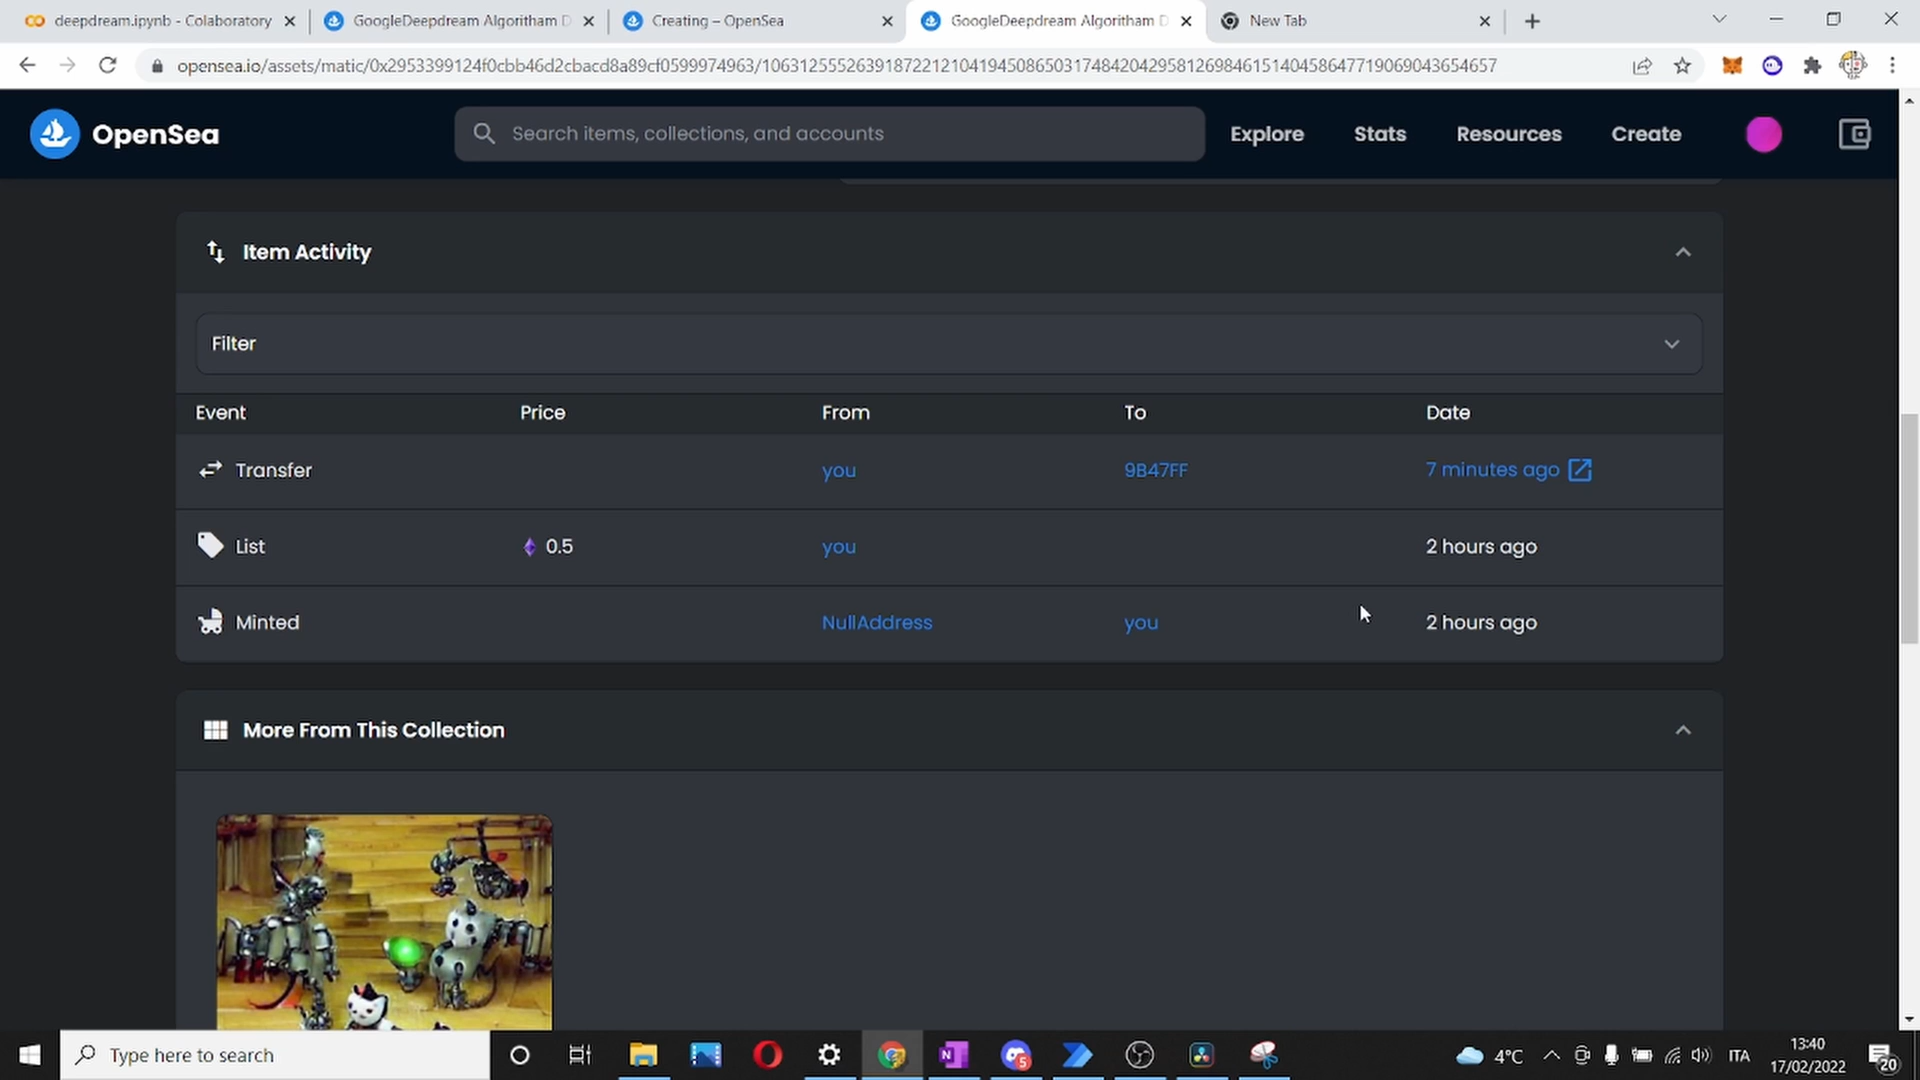 deepdream.ipynb - Colaboratory
GoogleDeepdream Algoritham D
Creating – OpenSea
GoogleDeepdream Algoritham D
New Tab
opensea.io/assets/matic/0x2953399124f0cbb46d2cbacd8a89cf0599974963/106312555263918722121041945086503174842042958126984615140458647719069043654657
OpenSea
Search items, collections, and accounts
Explore
Stats
Resources
Create
Item Activity
Filter
Event Price From To Date
Transfer you 9B47FF 7 minutes ago
List 0.5 you 2 hours ago
Minted NullAddress you 2 hours ago
More From This Collection
Type here to search
N
5
4°C
ITA
13:40
17/02/2022
20